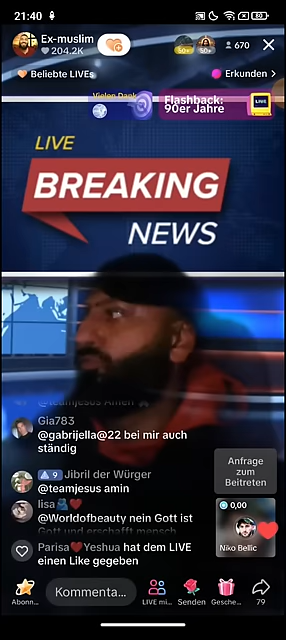 21:40
80
Ex-muslim
204.2K
50+
50+
670
Beliebte LIVEs
Erkunden >
Vielen Dank
Flashback:
90er Jahre
LIVE
LIVE
BREAKING
NEWS
@teamjesus Amen
Gia783
@gabrijella@22 bei mir auch
ständig
9 Jibril der Würger
@teamjesus amin
lisa
@Worldofbeauty nein Gott ist
Gott und erschafft mensch
Parisa❤️Yeshua hat dem LIVE
einen Like gegeben
Anfrage
zum
Beitreten
0,00
Niko Bellic
Kommenta...
Abonn...
LIVE mi...
Senden
Gesche...
79